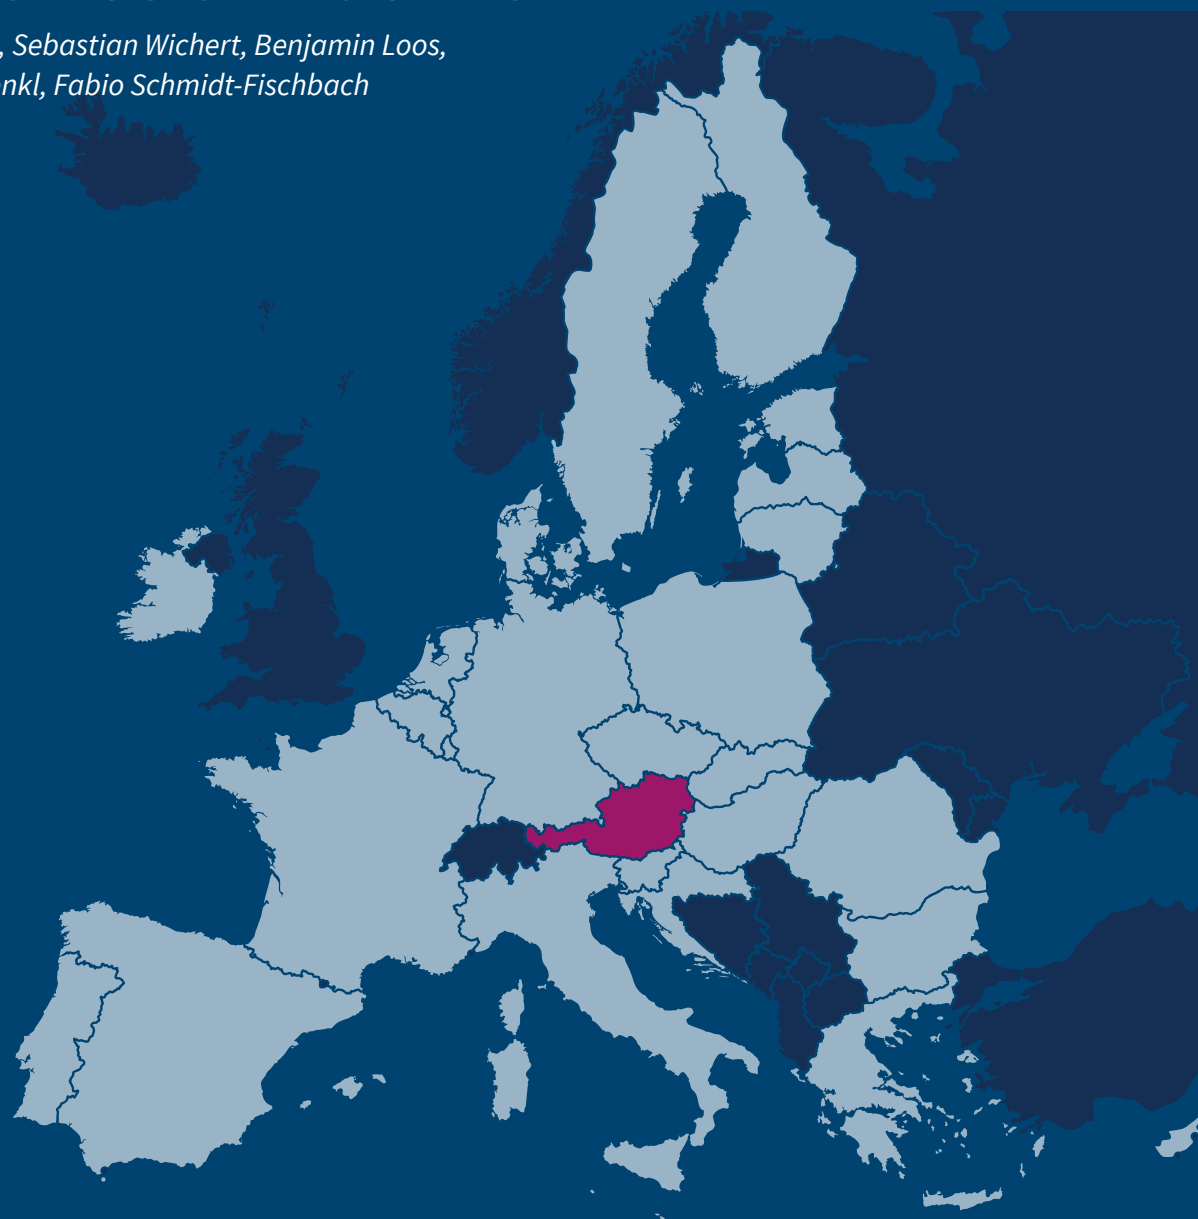 , Sebastian Wichert, Benjamin Loos,
nkl, Fabio Schmidt-Fischbach